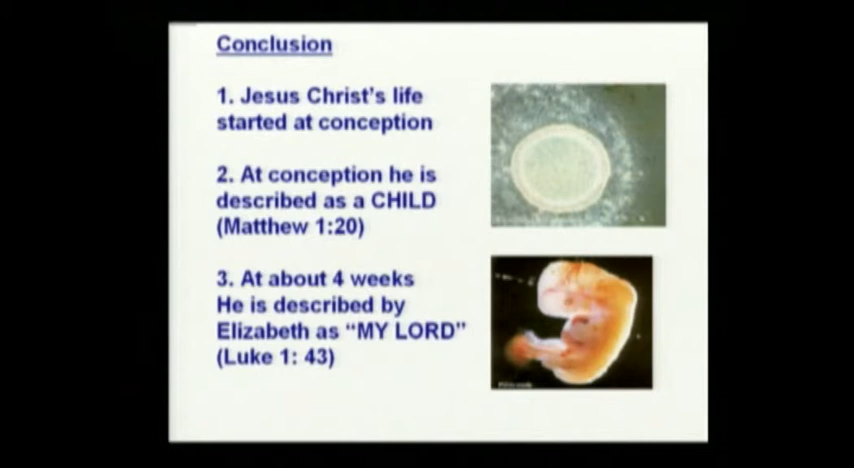 Conclusion
1. Jesus Christ's life
started at conception
2. At conception he is
described as a CHILD
(Matthew 1:20)
3. At about 4 weeks
He is described by
Elizabeth as “MY LORD”
(Luke 1: 43)